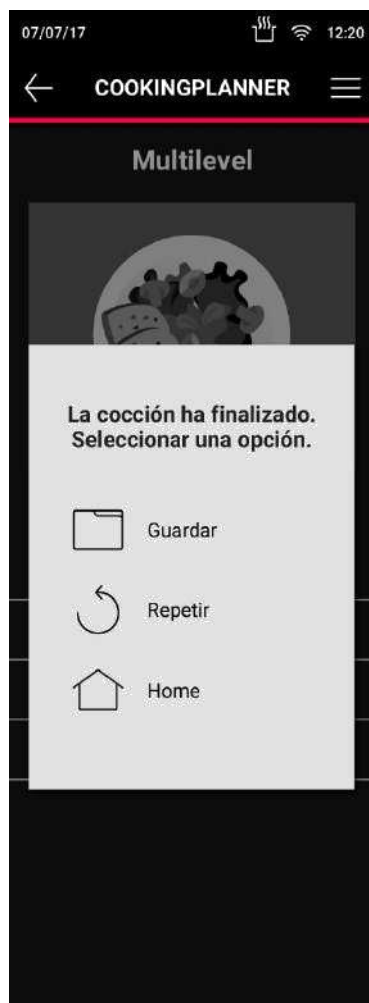 07/07/17 12:20
COOKINGPLANNER
Multilevel
La cocción ha finalizado.
Seleccionar una opción.
Guardar
Repetir
Home